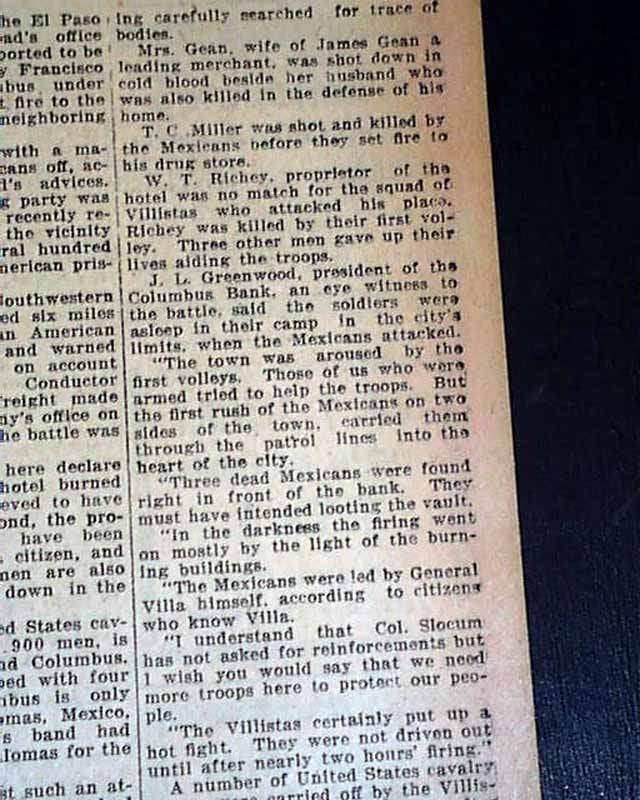 he El Paso
ad's office
ported to be
y Francisco
bus, under
t fire to the
neighboring
with a ma-
cans off, ac-
d's advices.
g party was
recently re-
the vicinity
ral hundred
merican pris-
Southwestern
ed six miles
an American
and warned
on account
Conductor
freight made
ny's office on
he battle was
here declare
hotel burned
eved to have
ond, the pro-
have been
citizen, and
men are also
down in the
ed States cav-
900 men, is
nd Columbus.
ped with four
mbus is only
omas, Mexico,
s band had
lomas for the
st such an at-
ing carefully searched for trace of
bodies.
Mrs. Gean, wife of James Gean a
leading merchant, was shot down in
cold blood beside her husband who
was also killed in the defense of his
home.
T. C. Miller was shot and killed by
the Mexicans before they set fire to
his drug store.
W. T. Richey, proprietor of the
hotel was no match for the squad of
Villistas who attacked his place.
Richey was killed by their first vol-
ley. Three other men gave up their
lives aiding the troops.
J. L. Greenwood, president of the
Columbus Bank, an eye witness to
the battle, said the soldiers were
asleep in their camp in the city's
limits, when the Mexicans attacked.
"The town was aroused by the
first volleys. Those of us who were
armed tried to help the troops. But
the first rush of the Mexicans on two
sides of the town, carried them
through the patrol lines into the
heart of the city.
"Three dead Mexicans were found
right in front of the bank. They
must have intended looting the vault.
"In the darkness the firing went
on mostly by the light of the burn-
ing buildings.
"The Mexicans were led by General
Villa himself, according to citizens
who know Villa.
"I understand that Col. Slocum
has not asked for reinforcements but
I wish you would say that we need
more troops here to protect our peo-
ple.
"The Villistas certainly put up a
hot fight. They were not driven out
until after nearly two hours' firing."
A number of United States cavalry
were carried off by the Villis-